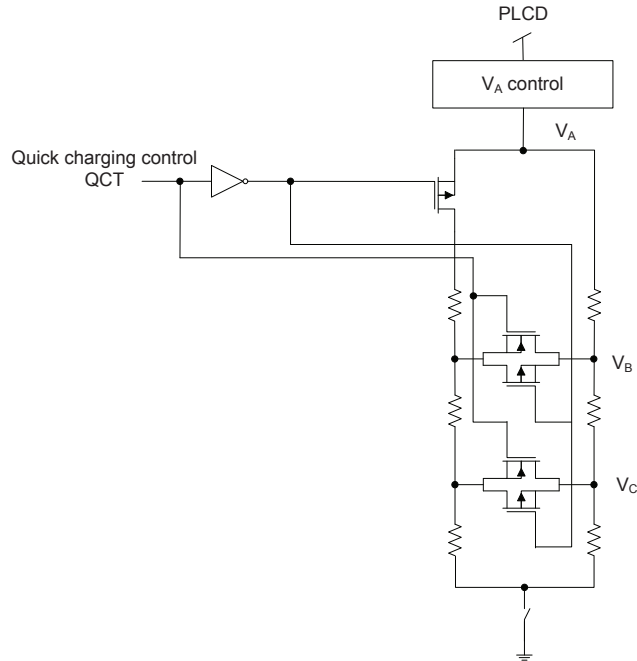 PLCD
VA control
VA
Quick charging control
QCT
VB
VC